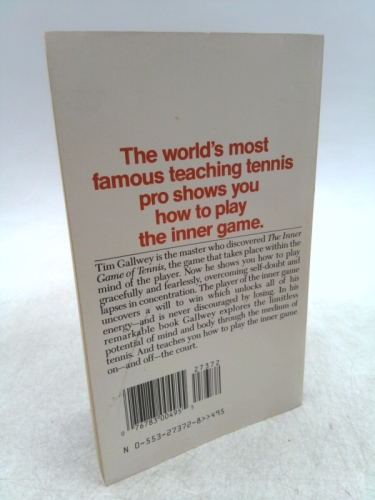 The world's most
famous teaching tennis
pro shows you
how to play
the inner game.
Tim Gallwey is the master who discovered The Inner
Game of Tennis, the game that takes place within the
mind of the player. Now he shows you how to play
gracefully and fearlessly, overcoming self-doubt and
lapses in concentration. The player of the inner game
uncovers a will to win which unlocks all of his
energy—and is never discouraged by losing. In his
remarkable book Gallwey explores the limitless
potential of mind and body through the medium of
tennis. And teaches you how to play the inner game
on—and off—the court.
27372
0 76783 00495 1
N 0-553-27372-8>>495